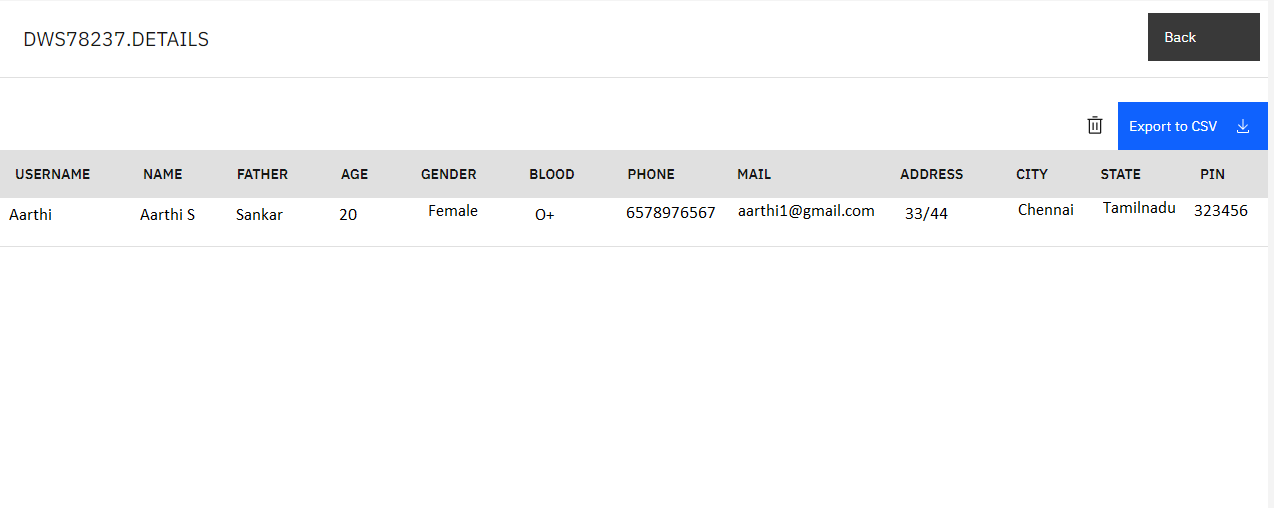 DWS78237.DETAILS
Back
Export to CSV
USERNAME NAME FATHER AGE GENDER BLOOD PHONE MAIL ADDRESS CITY STATE PIN
Aarthi Aarthi S Sankar 20 Female O+ 6578976567 aarthi1@gmail.com 33/44 Chennai Tamilnadu 323456